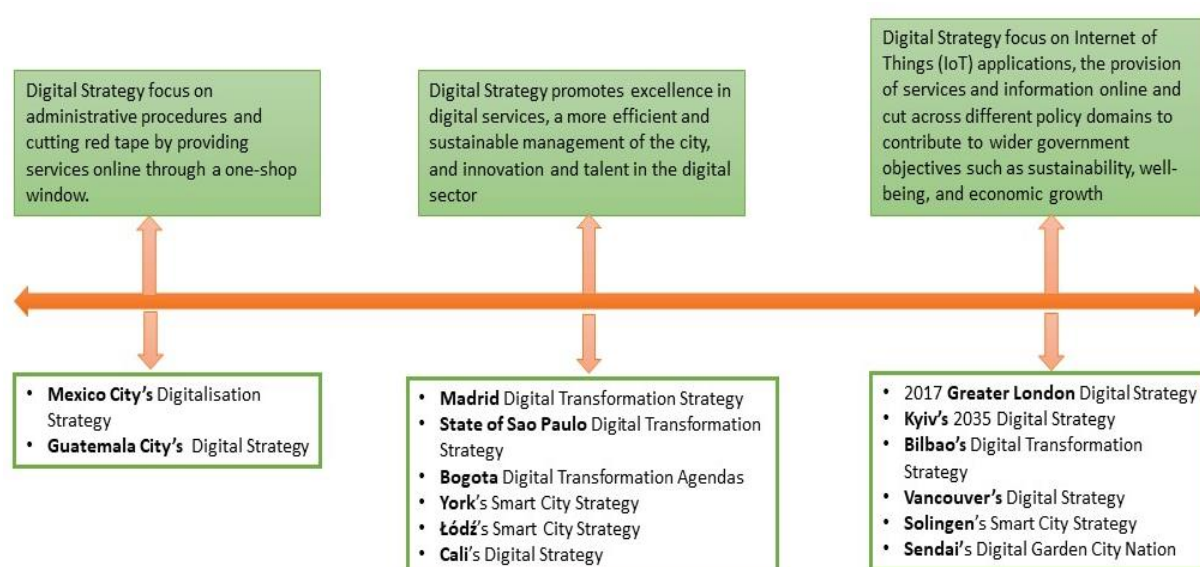 Digital Strategy focus on
administrative procedures and
cutting red tape by providing
services online through a one-shop
window.
Digital Strategy promotes excellence in
digital services, a more efficient and
sustainable management of the city,
and innovation and talent in the digital
sector
Digital Strategy focus on Internet of
Things (IoT) applications, the provision
of services and information online and
cut across different policy domains to
contribute to wider government
objectives such as sustainability, well-
being, and economic growth
• Mexico City's Digitalisation
Strategy
• Guatemala City's Digital Strategy
• Madrid Digital Transformation Strategy
• State of Sao Paulo Digital Transformation
Strategy
• Bogota Digital Transformation Agendas
• York's Smart City Strategy
• Łódź's Smart City Strategy
• Cali's Digital Strategy
• 2017 Greater London Digital Strategy
• Kyiv's 2035 Digital Strategy
• Bilbao's Digital Transformation
Strategy
• Vancouver's Digital Strategy
• Solingen's Smart City Strategy
• Sendai's Digital Garden City Nation